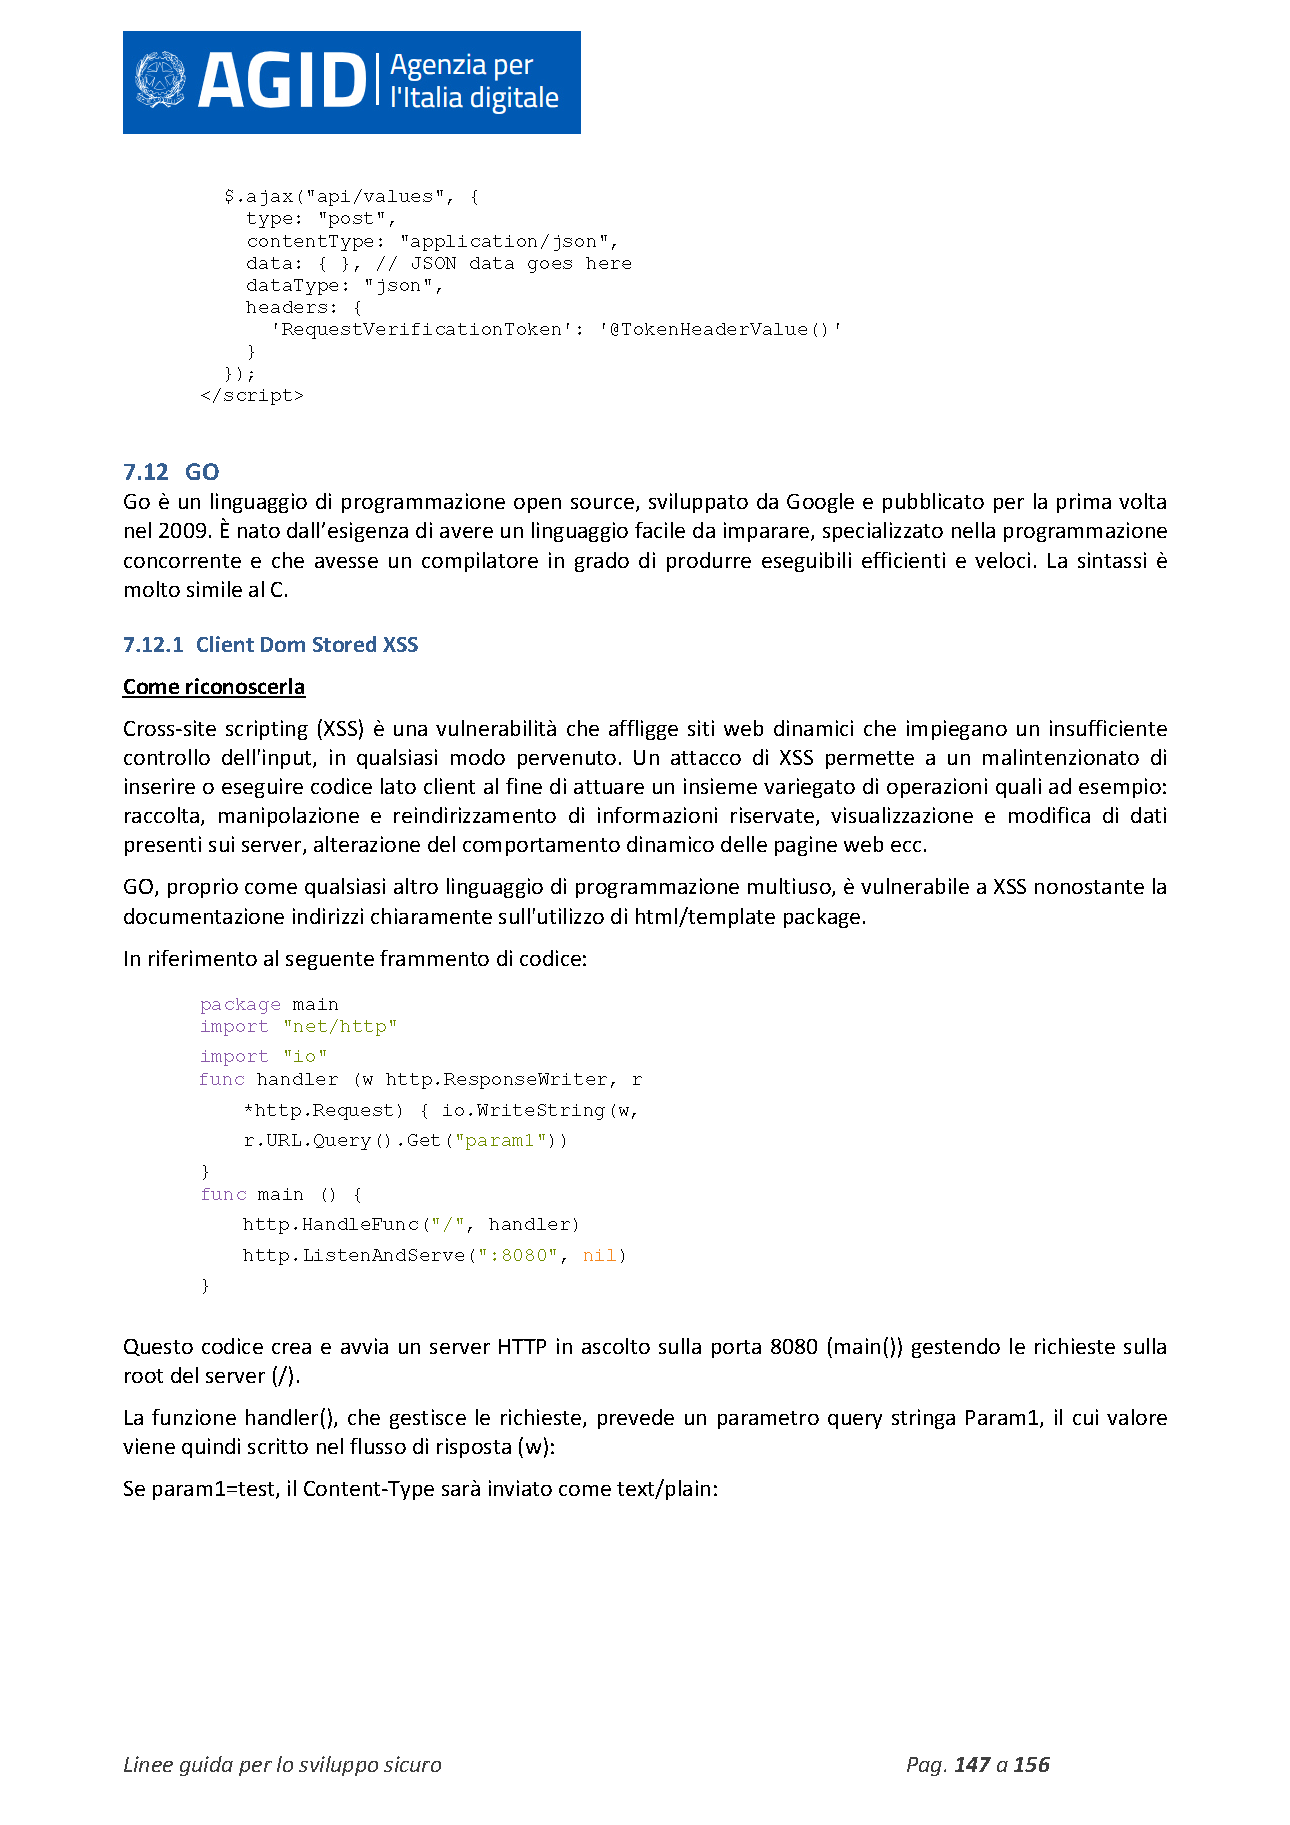 AGID
Agenzia per
l'Italia digitale
$.ajax("api/values", {
type: "post",
contentType: "application/json",
data: { }, // JSON data goes here
dataType: "json",
headers: {
'RequestVerificationToken': '@TokenHeaderValue()'
}
});
</script>
7.12 GO
Go è un linguaggio di programmazione open source, sviluppato da Google e pubblicato per la prima volta
nel 2009. È nato dall’esigenza di avere un linguaggio facile da imparare, specializzato nella programmazione
concorrente e che avesse un compilatore in grado di produrre eseguibili efficienti e veloci. La sintassi è
molto simile al C.
7.12.1 Client Dom Stored XSS
Come riconoscerla
Cross-site scripting (XSS) è una vulnerabilità che affligge siti web dinamici che impiegano un insufficiente
controllo dell'input, in qualsiasi modo pervenuto. Un attacco di XSS permette a un malintenzionato di
inserire o eseguire codice lato client al fine di attuare un insieme variegato di operazioni quali ad esempio:
raccolta, manipolazione e reindirizzamento di informazioni riservate, visualizzazione e modifica di dati
presenti sui server, alterazione del comportamento dinamico delle pagine web ecc.
GO, proprio come qualsiasi altro linguaggio di programmazione multiuso, è vulnerabile a XSS nonostante la
documentazione indirizzi chiaramente sull'utilizzo di html/template package.
In riferimento al seguente frammento di codice:
package main
import "net/http"
import "io"
func handler (w http.ResponseWriter, r
*http.Request) { io.WriteString(w,
r.URL.Query().Get("param1"))
}
func main () {
http.HandleFunc("/", handler)
http.ListenAndServe(":8080", nil)
}
Questo codice crea e avvia un server HTTP in ascolto sulla porta 8080 (main()) gestendo le richieste sulla
root del server (/).
La funzione handler(), che gestisce le richieste, prevede un parametro query stringa Param1, il cui valore
viene quindi scritto nel flusso di risposta (w):
Se param1=test, il Content-Type sarà inviato come text/plain:
Linee guida per lo sviluppo sicuro
Pag. 147 a 156